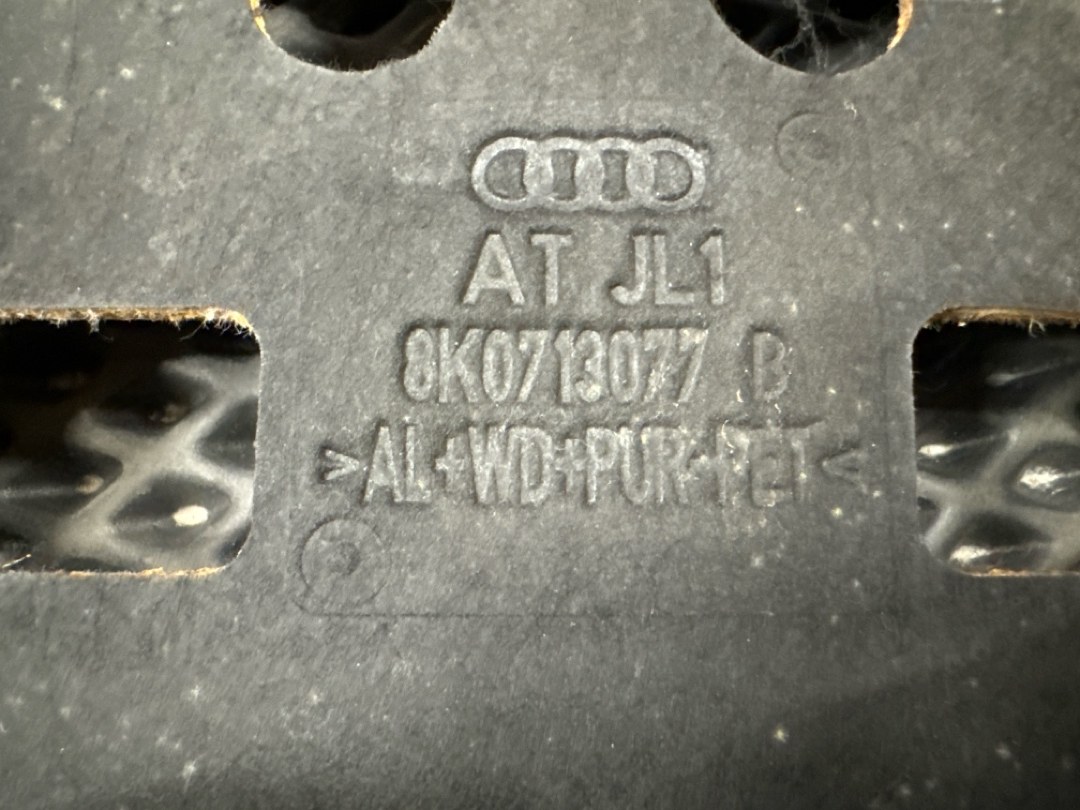 AT JL1
8K0713077 B
>AL+WD+PUR+PET<